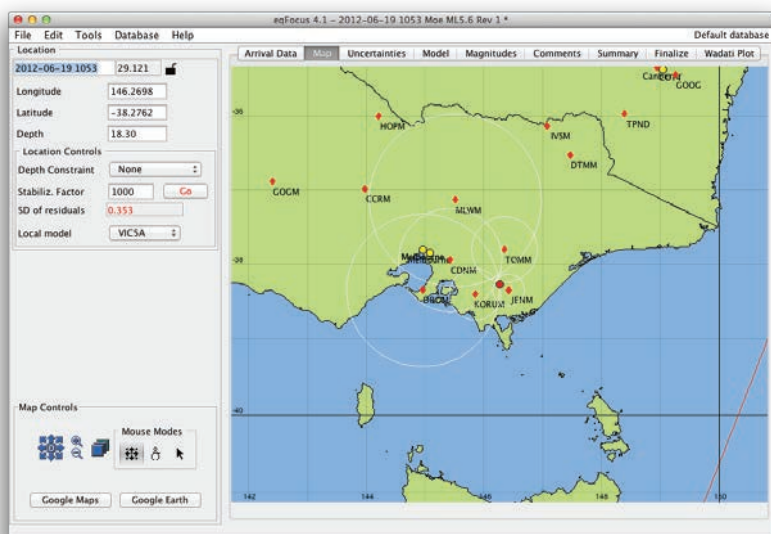 eqFocus 4.1 - 2012-06-19 1053 Moe ML5.6 Rev 1 *
File Edit Tools Database Help
Default database
Location
2012-06-19 1053 29.121
Longitude 146.2698
Latitude -38.2762
Depth 18.30
Location Controls
Depth Constraint None
Stabiliz. Factor 1000 Go
SD of residuals 0.353
Local model VIC5A
Map Controls
Mouse Modes
Google Maps Google Earth
Arrival Data Map Uncertainties Model Magnitudes Comments Summary Finalize Wadati Plot
GOOG
-36
HOPM
TPND
IVSM
DTMM
GOGM
CCRM
MLWM
TOMM
Melbourne
CDNM
JENM
-40
142 144 146 148 150